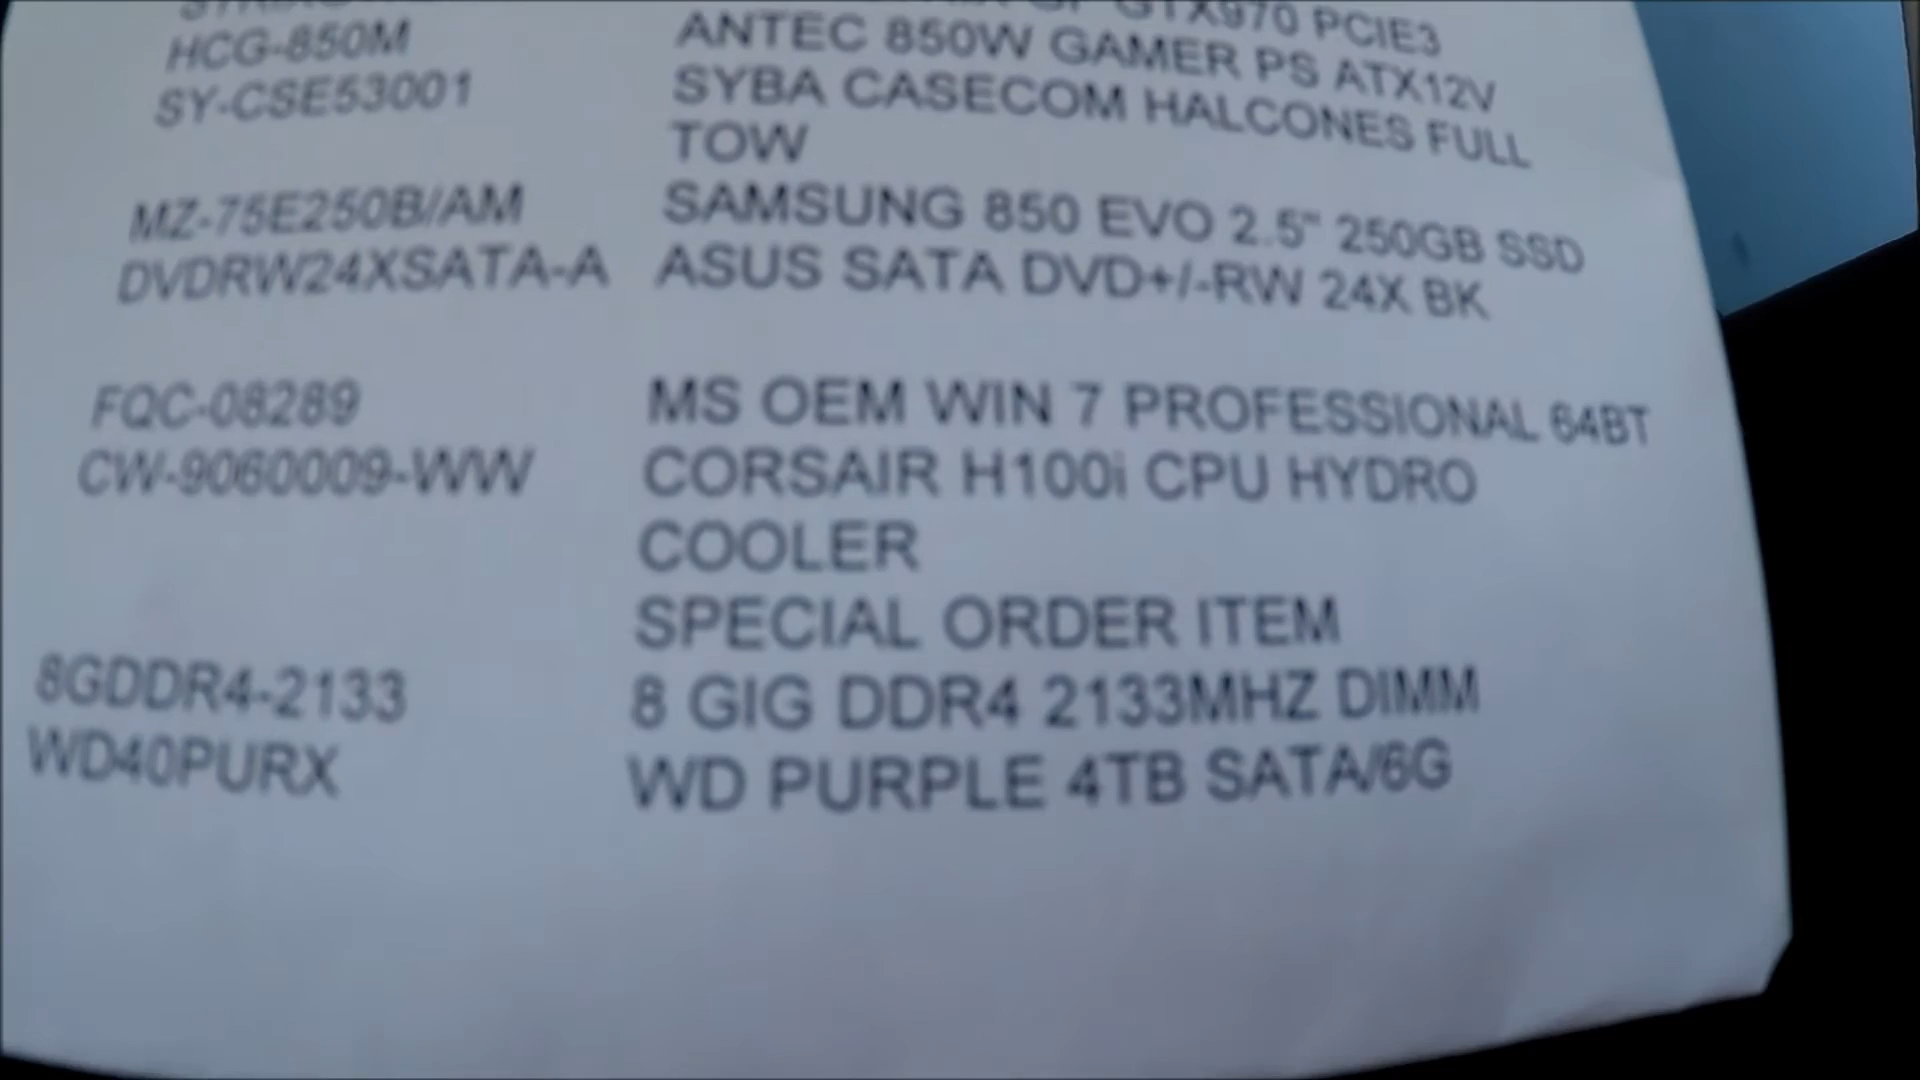 GTX970 PCIE3
HCG-850M ANTEC 850W GAMER PS ATX12V
SY-CSE53001 SYBA CASECOM HALCONES FULL
TOW
MZ-75E250B/AM SAMSUNG 850 EVO 2.5" 250GB SSD
DVDRW24XSATA-A ASUS SATA DVD+/-RW 24X BK
FQC-08289 MS OEM WIN 7 PROFESSIONAL 64BT
CW-9060009-WW CORSAIR H100i CPU HYDRO
COOLER
SPECIAL ORDER ITEM
8GDDR4-2133 8 GIG DDR4 2133MHZ DIMM
WD40PURX WD PURPLE 4TB SATA/6G